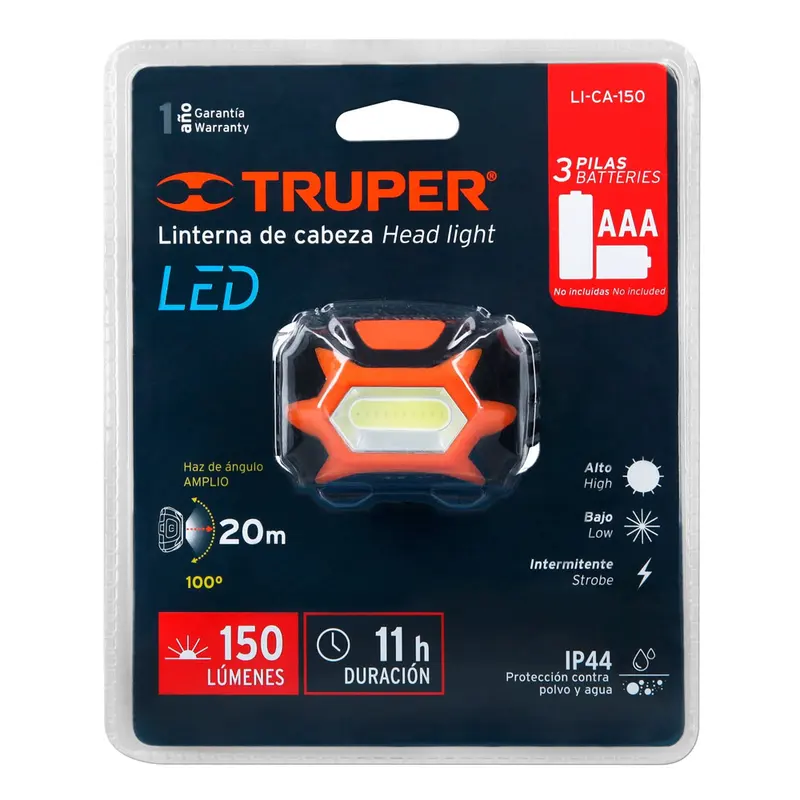 1 año Garantía
Warranty
LI-CA-150
3 PILAS
BATTERIES
AAA
No incluidas No included
TRUPER®
Linterna de cabeza Head light
LED
Haz de ángulo
AMPLIO
20m
100°
Alto
High
Bajo
Low
Intermitente
Strobe
150
LÚMENES
11 h
DURACIÓN
IP44
Protección contra
polvo y agua